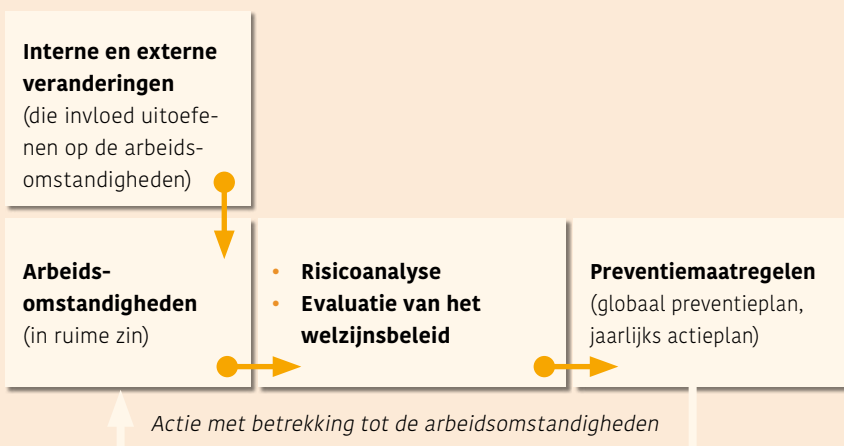 Interne en externe
veranderingen
(die invloed uitoefe-
nen op de arbeids-
omstandigheden)
Arbeids-
omstandigheden
(in ruime zin)
• Risicoanalyse
• Evaluatie van het
welzijnsbeleid
Preventiemaatregelen
(globaal preventieplan,
jaarlijks actieplan)
Actie met betrekking tot de arbeidsomstandigheden